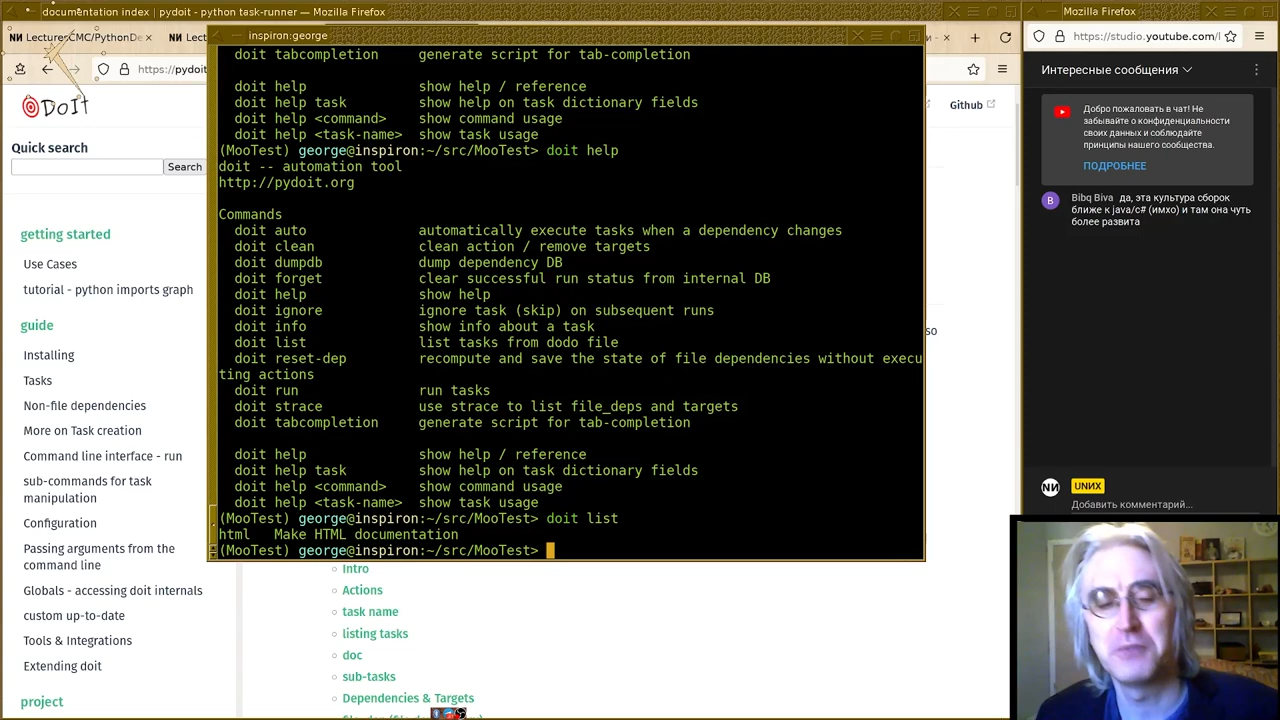 documentation index | pydoit - python task-runner — Mozilla Firefox
Mozilla Firefox
LecturesCMC/PythonDe
https://pydoit
https://studio.youtube.com/l
DOIT
Github
Quick search
Search
getting started
Use Cases
tutorial - python imports graph
guide
Installing
Tasks
Non-file dependencies
More on Task creation
Command line interface - run
sub-commands for task
manipulation
Configuration
Passing arguments from the
command line
Globals - accessing doit internals
custom up-to-date
Tools & Integrations
Extending doit
project
inspiron:george
doit tabcompletion generate script for tab-completion
doit help show help / reference
doit help task show help on task dictionary fields
doit help <command> show command usage
doit help <task-name> show task usage
(MooTest) george@inspiron:~/src/MooTest> doit help
doit -- automation tool
http://pydoit.org
Commands
doit auto automatically execute tasks when a dependency changes
doit clean clean action / remove targets
doit dumpdb dump dependency DB
doit forget clear successful run status from internal DB
doit help show help
doit ignore ignore task (skip) on subsequent runs
doit info show info about a task
doit list list tasks from dodo file
doit reset-dep recompute and save the state of file dependencies without execu
ting actions
doit run run tasks
doit strace use strace to list file_deps and targets
doit tabcompletion generate script for tab-completion
doit help show help / reference
doit help task show help on task dictionary fields
doit help <command> show command usage
doit help <task-name> show task usage
(MooTest) george@inspiron:~/src/MooTest> doit list
html Make HTML documentation
(MooTest) george@inspiron:~/src/MooTest>
so
Intro
Actions
task name
listing tasks
doc
sub-tasks
Dependencies & Targets
Интересные сообщения
Добро пожаловать в чат! Не
забывайте о конфиденциальности
своих данных и соблюдайте
принципы нашего сообщества.
ПОДРОБНЕЕ
B
Bibq Biva да, эта культура сборок
ближе к java/c# (имхо) и там она чуть
более развита
UNИX
Добавить комментарий...